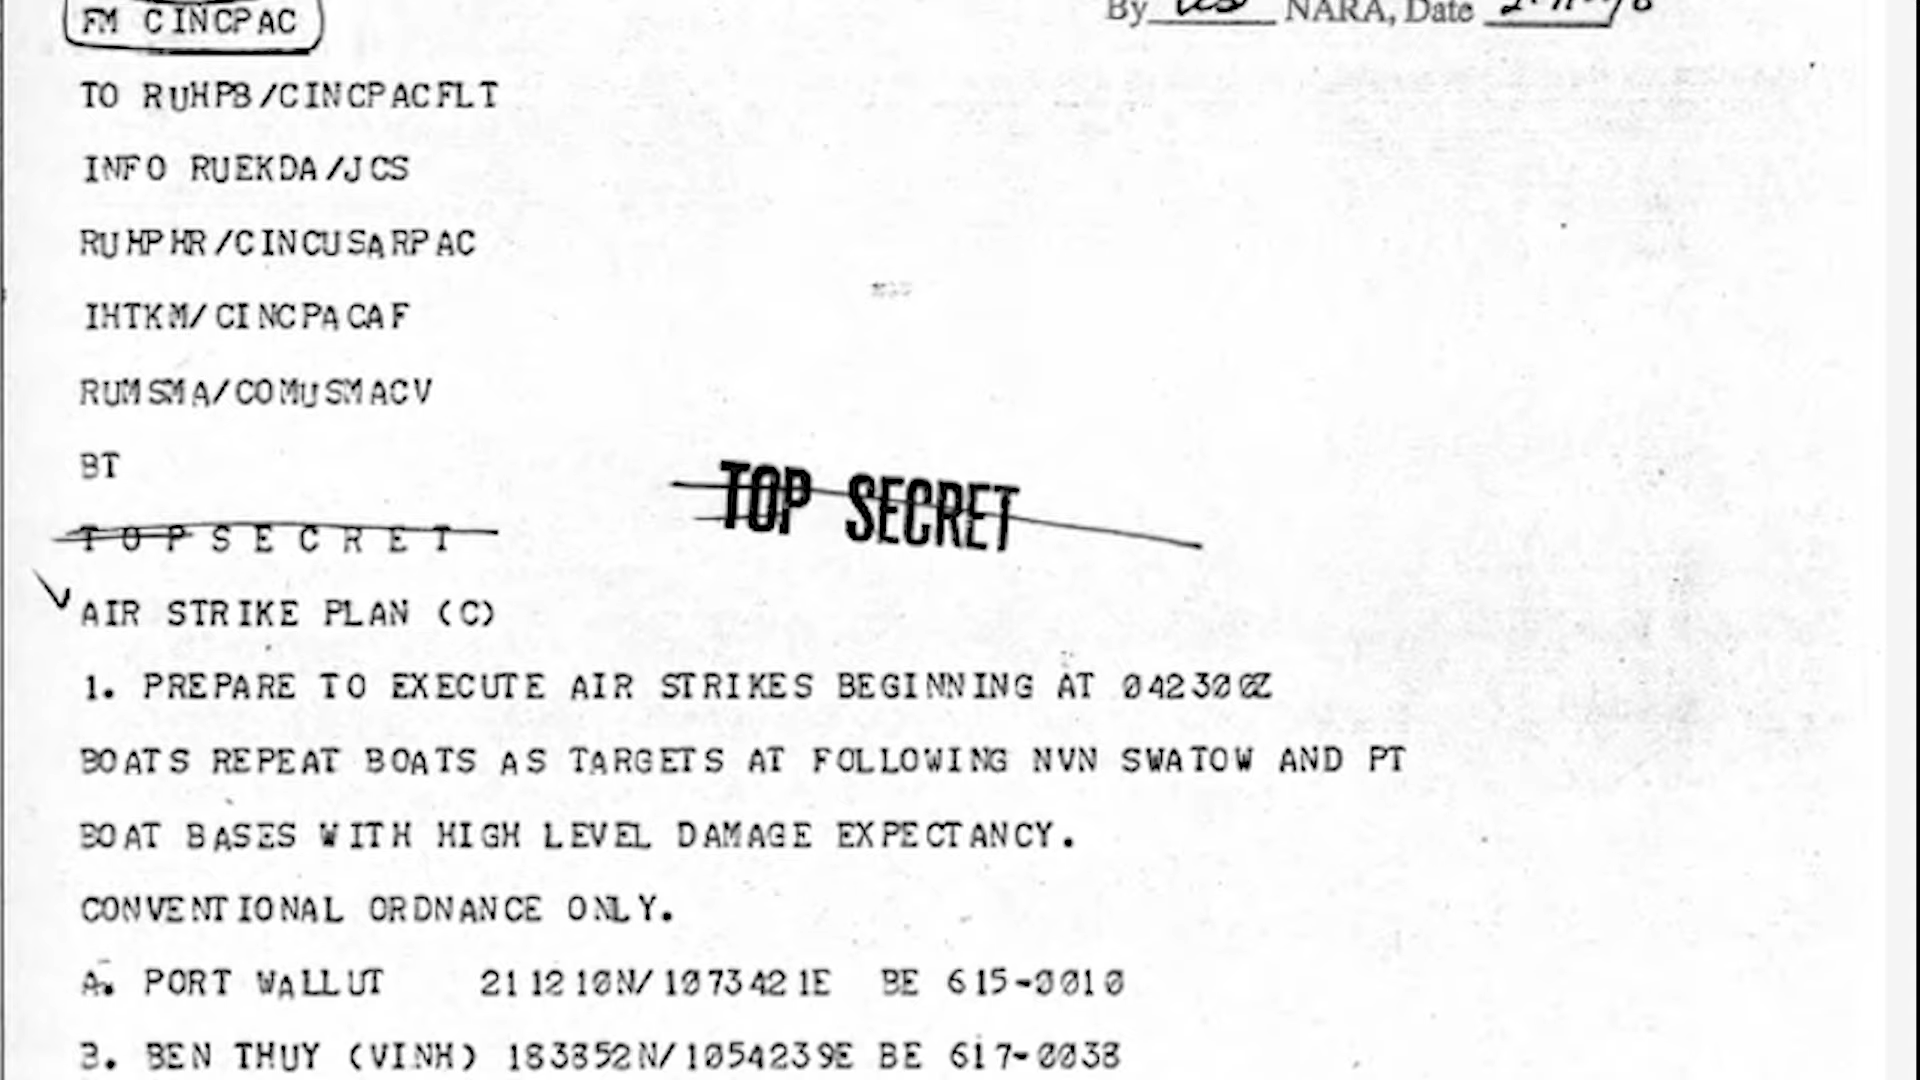 FM CINCPAC
By NARA, Date
TO RUHPB/CINCPACFLT
INFO RUEKDA/JCS
RUHPHR/CINCUSARPAC
IHTKM/CINCPACAF
RUMSMA/COMUSMACV
BT
TOP SECRET
T O P S E C R E T
AIR STRIKE PLAN (C)
1. PREPARE TO EXECUTE AIR STRIKES BEGINNING AT 042300Z
BOATS REPEAT BOATS AS TARGETS AT FOLLOWING NVN SWATOW AND PT
BOAT BASES WITH HIGH LEVEL DAMAGE EXPECTANCY.
CONVENTIONAL ORDNANCE ONLY.
A. PORT WALLUT 211210N/1073421E BE 615-0010
B. BEN THUY (VINH) 183852N/1054239E BE 617-0038